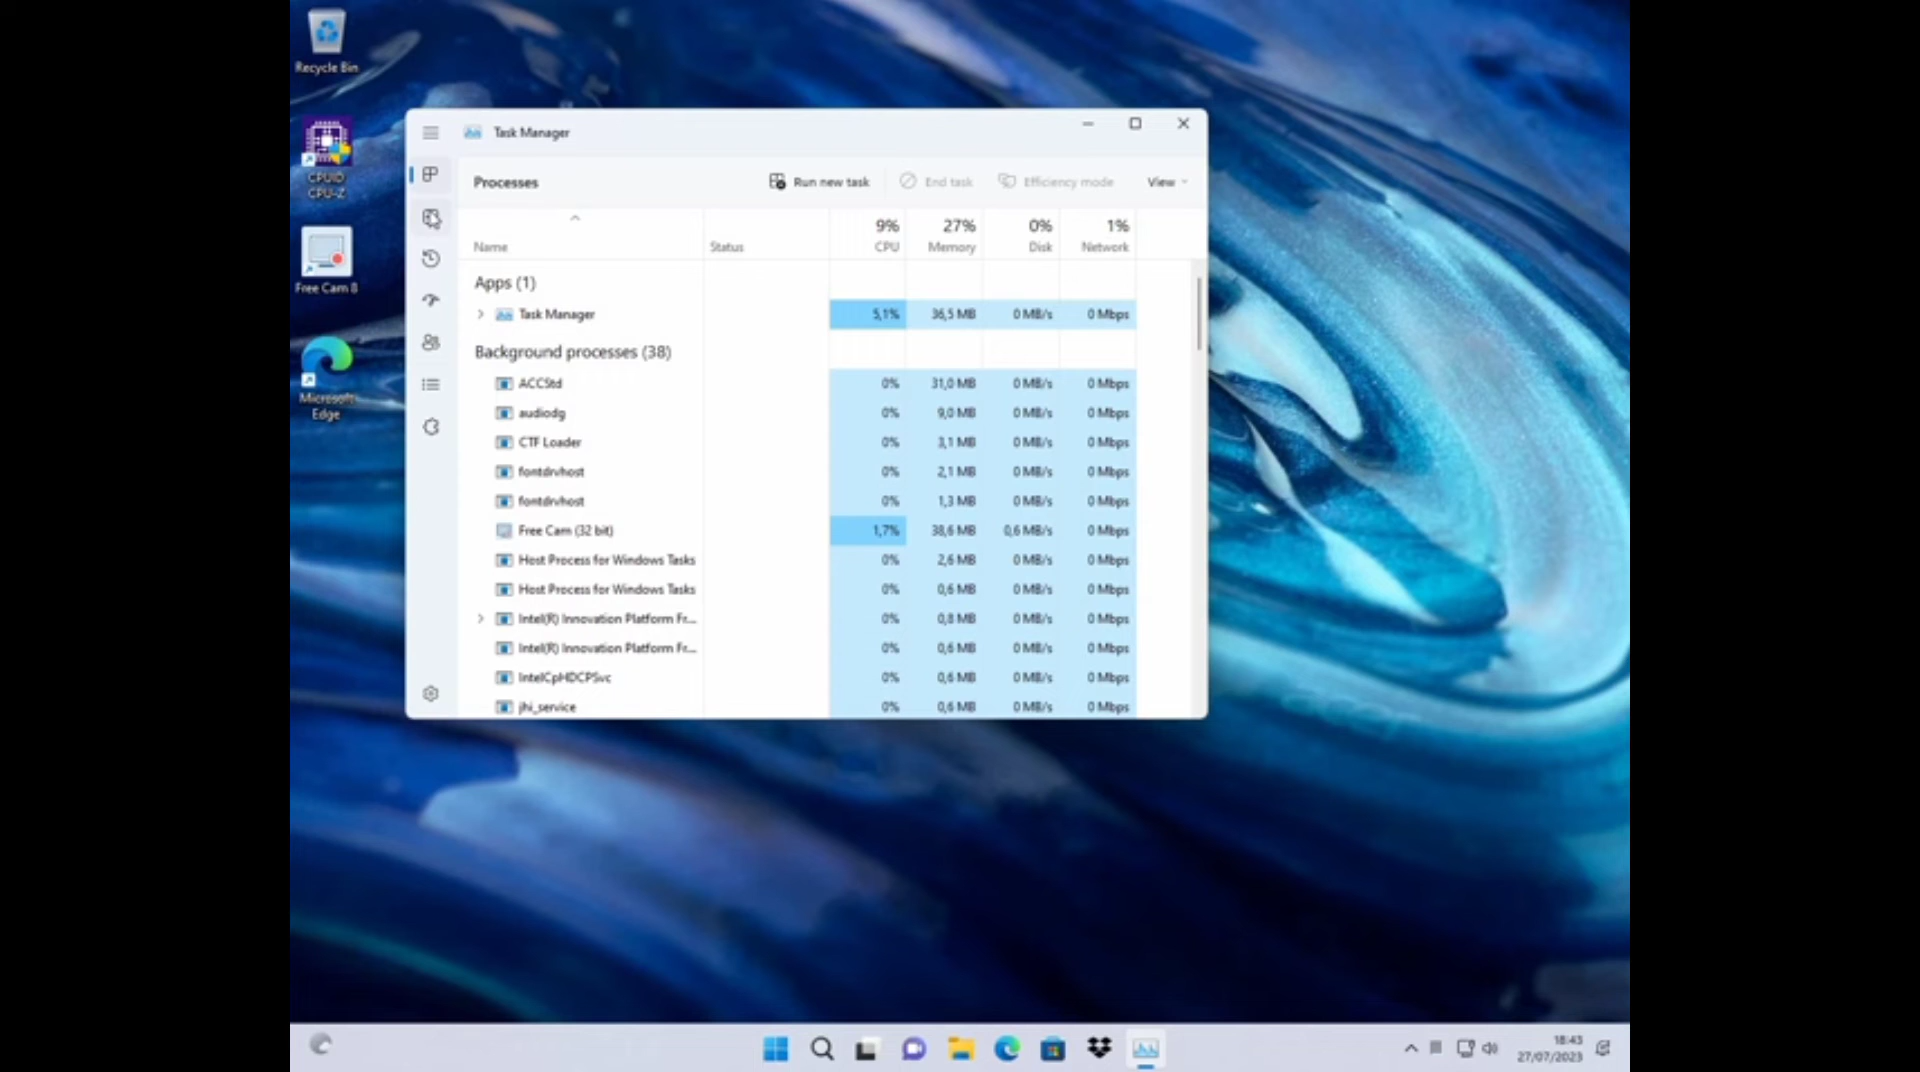 Recycle Bin
CPUID
CPU-Z
Free Cam 8
Microsoft
Edge
Task Manager
Processes
Run new task
End task
Efficiency mode
View
Name
Status
9%
CPU
27%
Memory
0%
Disk
1%
Network
Apps (1)
Task Manager 5,1% 36,5 MB 0 MB/s 0 Mbps
Background processes (38)
ACCStd 0% 31,0 MB 0 MB/s 0 Mbps
audiodg 0% 9,0 MB 0 MB/s 0 Mbps
CTF Loader 0% 3,1 MB 0 MB/s 0 Mbps
fontdrvhost 0% 2,1 MB 0 MB/s 0 Mbps
fontdrvhost 0% 1,3 MB 0 MB/s 0 Mbps
Free Cam (32 bit) 1,7% 38,6 MB 0,6 MB/s 0 Mbps
Host Process for Windows Tasks 0% 2,6 MB 0 MB/s 0 Mbps
Host Process for Windows Tasks 0% 0,6 MB 0 MB/s 0 Mbps
Intel(R) Innovation Platform Fr... 0% 0,8 MB 0 MB/s 0 Mbps
Intel(R) Innovation Platform Fr... 0% 0,6 MB 0 MB/s 0 Mbps
IntelCpHDCPSvc 0% 0,6 MB 0 MB/s 0 Mbps
jhi_service 0% 0,6 MB 0 MB/s 0 Mbps
18:43
27/07/2023